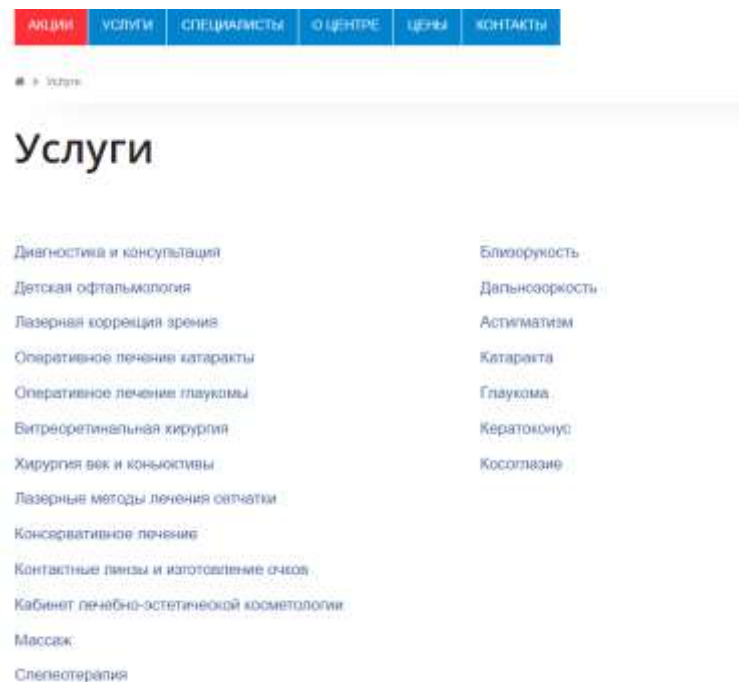 АКЦИИ УСЛУГИ СПЕЦИАЛИСТЫ О ЦЕНТРЕ ЦЕНЫ КОНТАКТЫ
Услуги
Услуги
Диагностика и консультация
Детская офтальмология
Лазерная коррекция зрения
Оперативное лечение катаракты
Оперативное лечение глаукомы
Витреоретинальная хирургия
Хирургия век и конъюктивы
Лазерные методы лечения сетчатки
Консервативное лечение
Контактные линзы и изготовление очков
Кабинет лечебно-эстетической косметологии
Массаж
Спелеотерапия
Близорукость
Дальнозоркость
Астигматизм
Катаракта
Глаукома
Кератоконус
Косоглазие